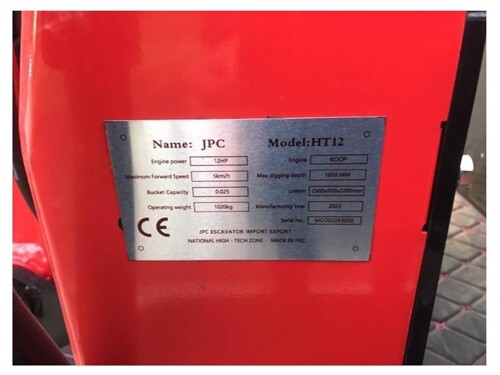 Name: JPC Model:HT12
Engine power 12HP Engine KOOP
Maximum Forward Speed 5km/h Max digging depth 1650 MM
Bucket Capacity 0.025
Operating weight 1020kg Manufacturing Year 2022
Serial no.
CE
JPC ESCAVATOR IMPORT EXPORT
NATIONAL HIGH - TECH ZONE MADE IN PRC